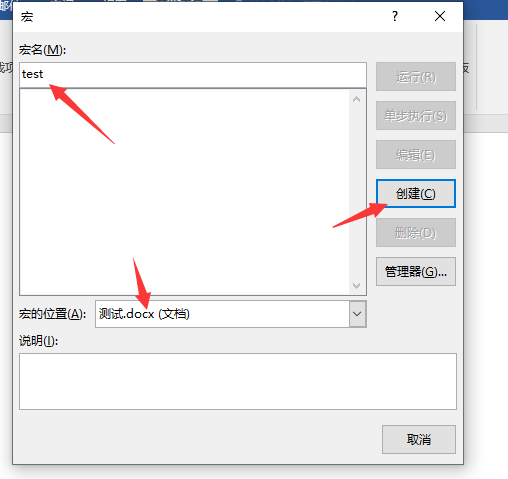 宏
?
宏名(M):
test
运行(R)
单步执行(S)
编辑(E)
创建(C)
删除(D)
管理器(G)...
宏的位置(A):
测试.docx (文档)
说明(I):
取消